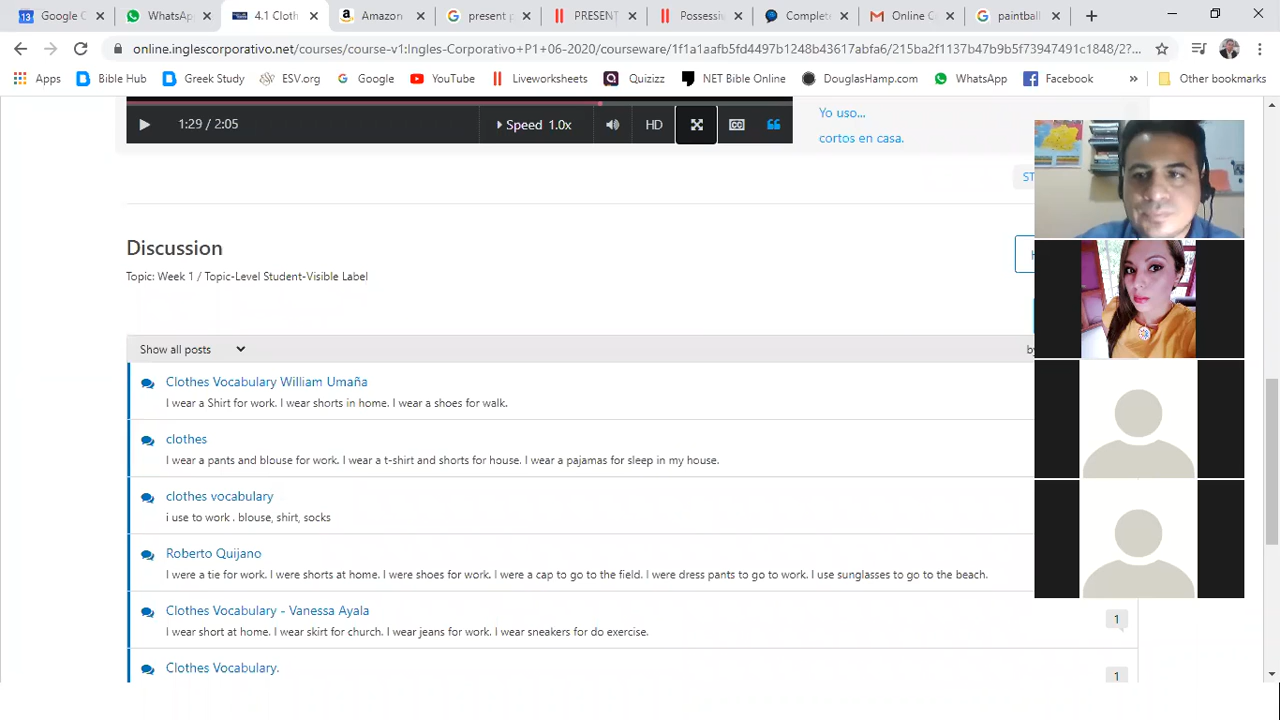 Google C
WhatsApp
4.1 Cloth
Amazon
present p
PRESENT
Possess
Complet
Online C
paintball
online.inglescorporativo.net/courses/course-v1:Ingles-Corporativo+P1+06-2020/courseware/1f1a1aafb5fd4497b1248b43617abfa6/215ba2f1137b47b9b5f73947491c1848/2?...
Apps
Bible Hub
Greek Study
ESV.org
Google
YouTube
Liveworksheets
Quizizz
NET Bible Online
DouglasHamp.com
WhatsApp
Facebook
»
Other bookmarks
Yo uso...
1:29 / 2:05
Speed 1.0x
HD
cortos en casa.
ST
Discussion
Topic: Week 1 / Topic-Level Student-Visible Label
Show all posts
by
Clothes Vocabulary William Umaña
I wear a Shirt for work. I wear shorts in home. I wear a shoes for walk.
clothes
I wear a pants and blouse for work. I wear a t-shirt and shorts for house. I wear a pajamas for sleep in my house.
clothes vocabulary
i use to work . blouse, shirt, socks
Roberto Quijano
I were a tie for work. I were shorts at home. I were shoes for work. I were a cap to go to the field. I were dress pants to go to work. I use sunglasses to go to the beach.
Clothes Vocabulary - Vanessa Ayala
1
I wear short at home. I wear skirt for church. I wear jeans for work. I wear sneakers for do exercise.
Clothes Vocabulary.
1